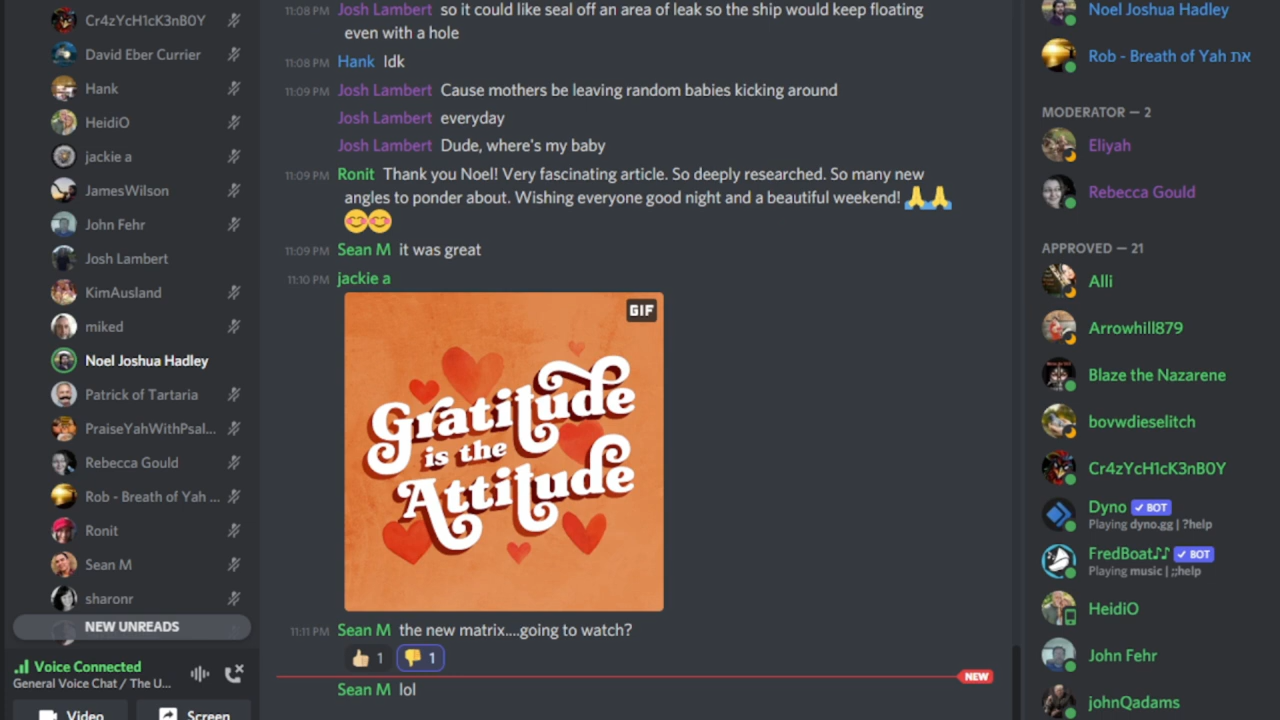 Cr4zYcH1cK3nB0Y
David Eber Currier
Hank
HeidiO
jackie a
JamesWilson
John Fehr
Josh Lambert
KimAusland
miked
Noel Joshua Hadley
Patrick of Tartaria
PraiseYahWithPsal...
Rebecca Gould
Rob - Breath of Yah ...
Ronit
Sean M
sharonr
NEW UNREADS
Voice Connected
General Voice Chat / The U...
Video
Screen
11:08 PM Josh Lambert so it could like seal off an area of leak so the ship would keep floating
even with a hole
11:08 PM Hank Idk
11:09 PM Josh Lambert Cause mothers be leaving random babies kicking around
Josh Lambert everyday
Josh Lambert Dude, where's my baby
11:09 PM Ronit Thank you Noel! Very fascinating article. So deeply researched. So many new
angles to ponder about. Wishing everyone good night and a beautiful weekend! 🙏🙏
😊😊
11:09 PM Sean M it was great
11:10 PM jackie a
GIF
Gratitude
is the
Attitude
11:11 PM Sean M the new matrix....going to watch?
👍 1 👎 1
NEW
Sean M lol
Noel Joshua Hadley
Rob - Breath of Yah את
MODERATOR — 2
Eliyah
Rebecca Gould
APPROVED — 21
Alli
Arrowhill879
Blaze the Nazarene
bovwdieselitch
Cr4zYcH1cK3nB0Y
Dyno ✓ BOT
Playing dyno.gg | ?help
FredBoat♪♪ ✓ BOT
Playing music | ;;help
HeidiO
John Fehr
johnQadams